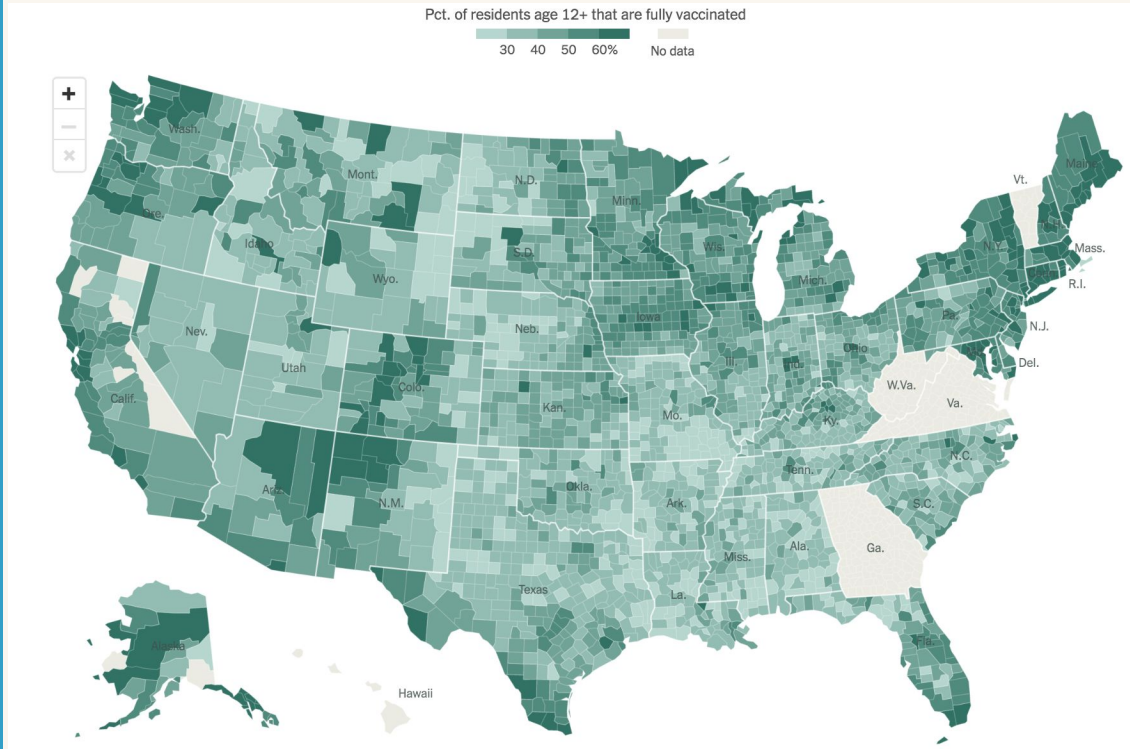 Pct. of residents age 12+ that are fully vaccinated
30 40 50 60% No data
+
−
×
Wash.
Mont.
N.D.
Minn.
Vt.
Maine
Ore.
Idaho
S.D.
Wis.
N.Y.
Mass.
Wyo.
Mich.
R.I.
Nev.
Neb.
Iowa
Pa.
N.J.
Utah
Colo.
Ill.
Ind.
Ohio
Del.
Calif.
Kan.
Mo.
Ky.
W.Va.
Va.
Ariz.
N.M.
Okla.
Ark.
Tenn.
N.C.
S.C.
Texas
La.
Miss.
Ala.
Ga.
Fla.
Alaska
Hawaii